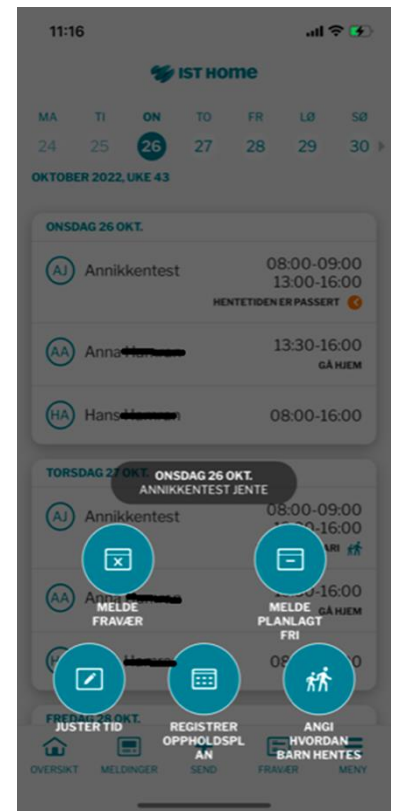 11:16
IST Home
MA TI ON TO FR LØ SØ
24 25 26 27 28 29 30
OKTOBER 2022, UKE 43
ONSDAG 26 OKT.
AJ Annikkentest 08:00-09:00
13:00-16:00
HENTETIDEN ER PASSERT
AA Anna 13:30-16:00
GÅ HJEM
HA Hans 08:00-16:00
TORSDAG 27 OKT.
ONSDAG 26 OKT.
ANNIKKENTEST JENTE
AJ Annikkentest 08:00-09:00
AA Anna
GÅ HJEM
MELDE
FRAVÆR
MELDE
PLANLAGT
FRI
FREDAG 28 OKT.
JUSTER TID
REGISTRER
OPPHOLDSPL
AN
ANGI
HVORDAN
BARN HENTES
OVERSIKT MELDINGER SEND FRAVÆR MENY